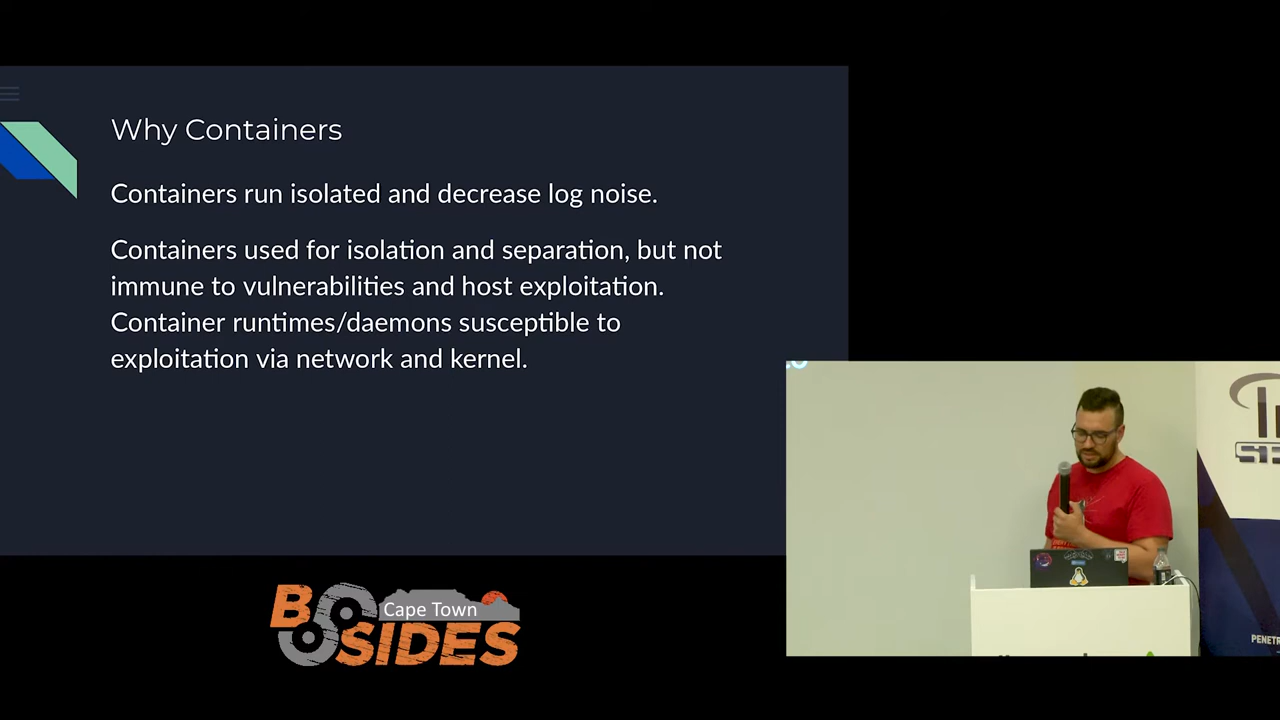 Why Containers
Containers run isolated and decrease log noise.
Containers used for isolation and separation, but not
immune to vulnerabilities and host exploitation.
Container runtimes/daemons susceptible to
exploitation via network and kernel.
BSIDES
Cape Town